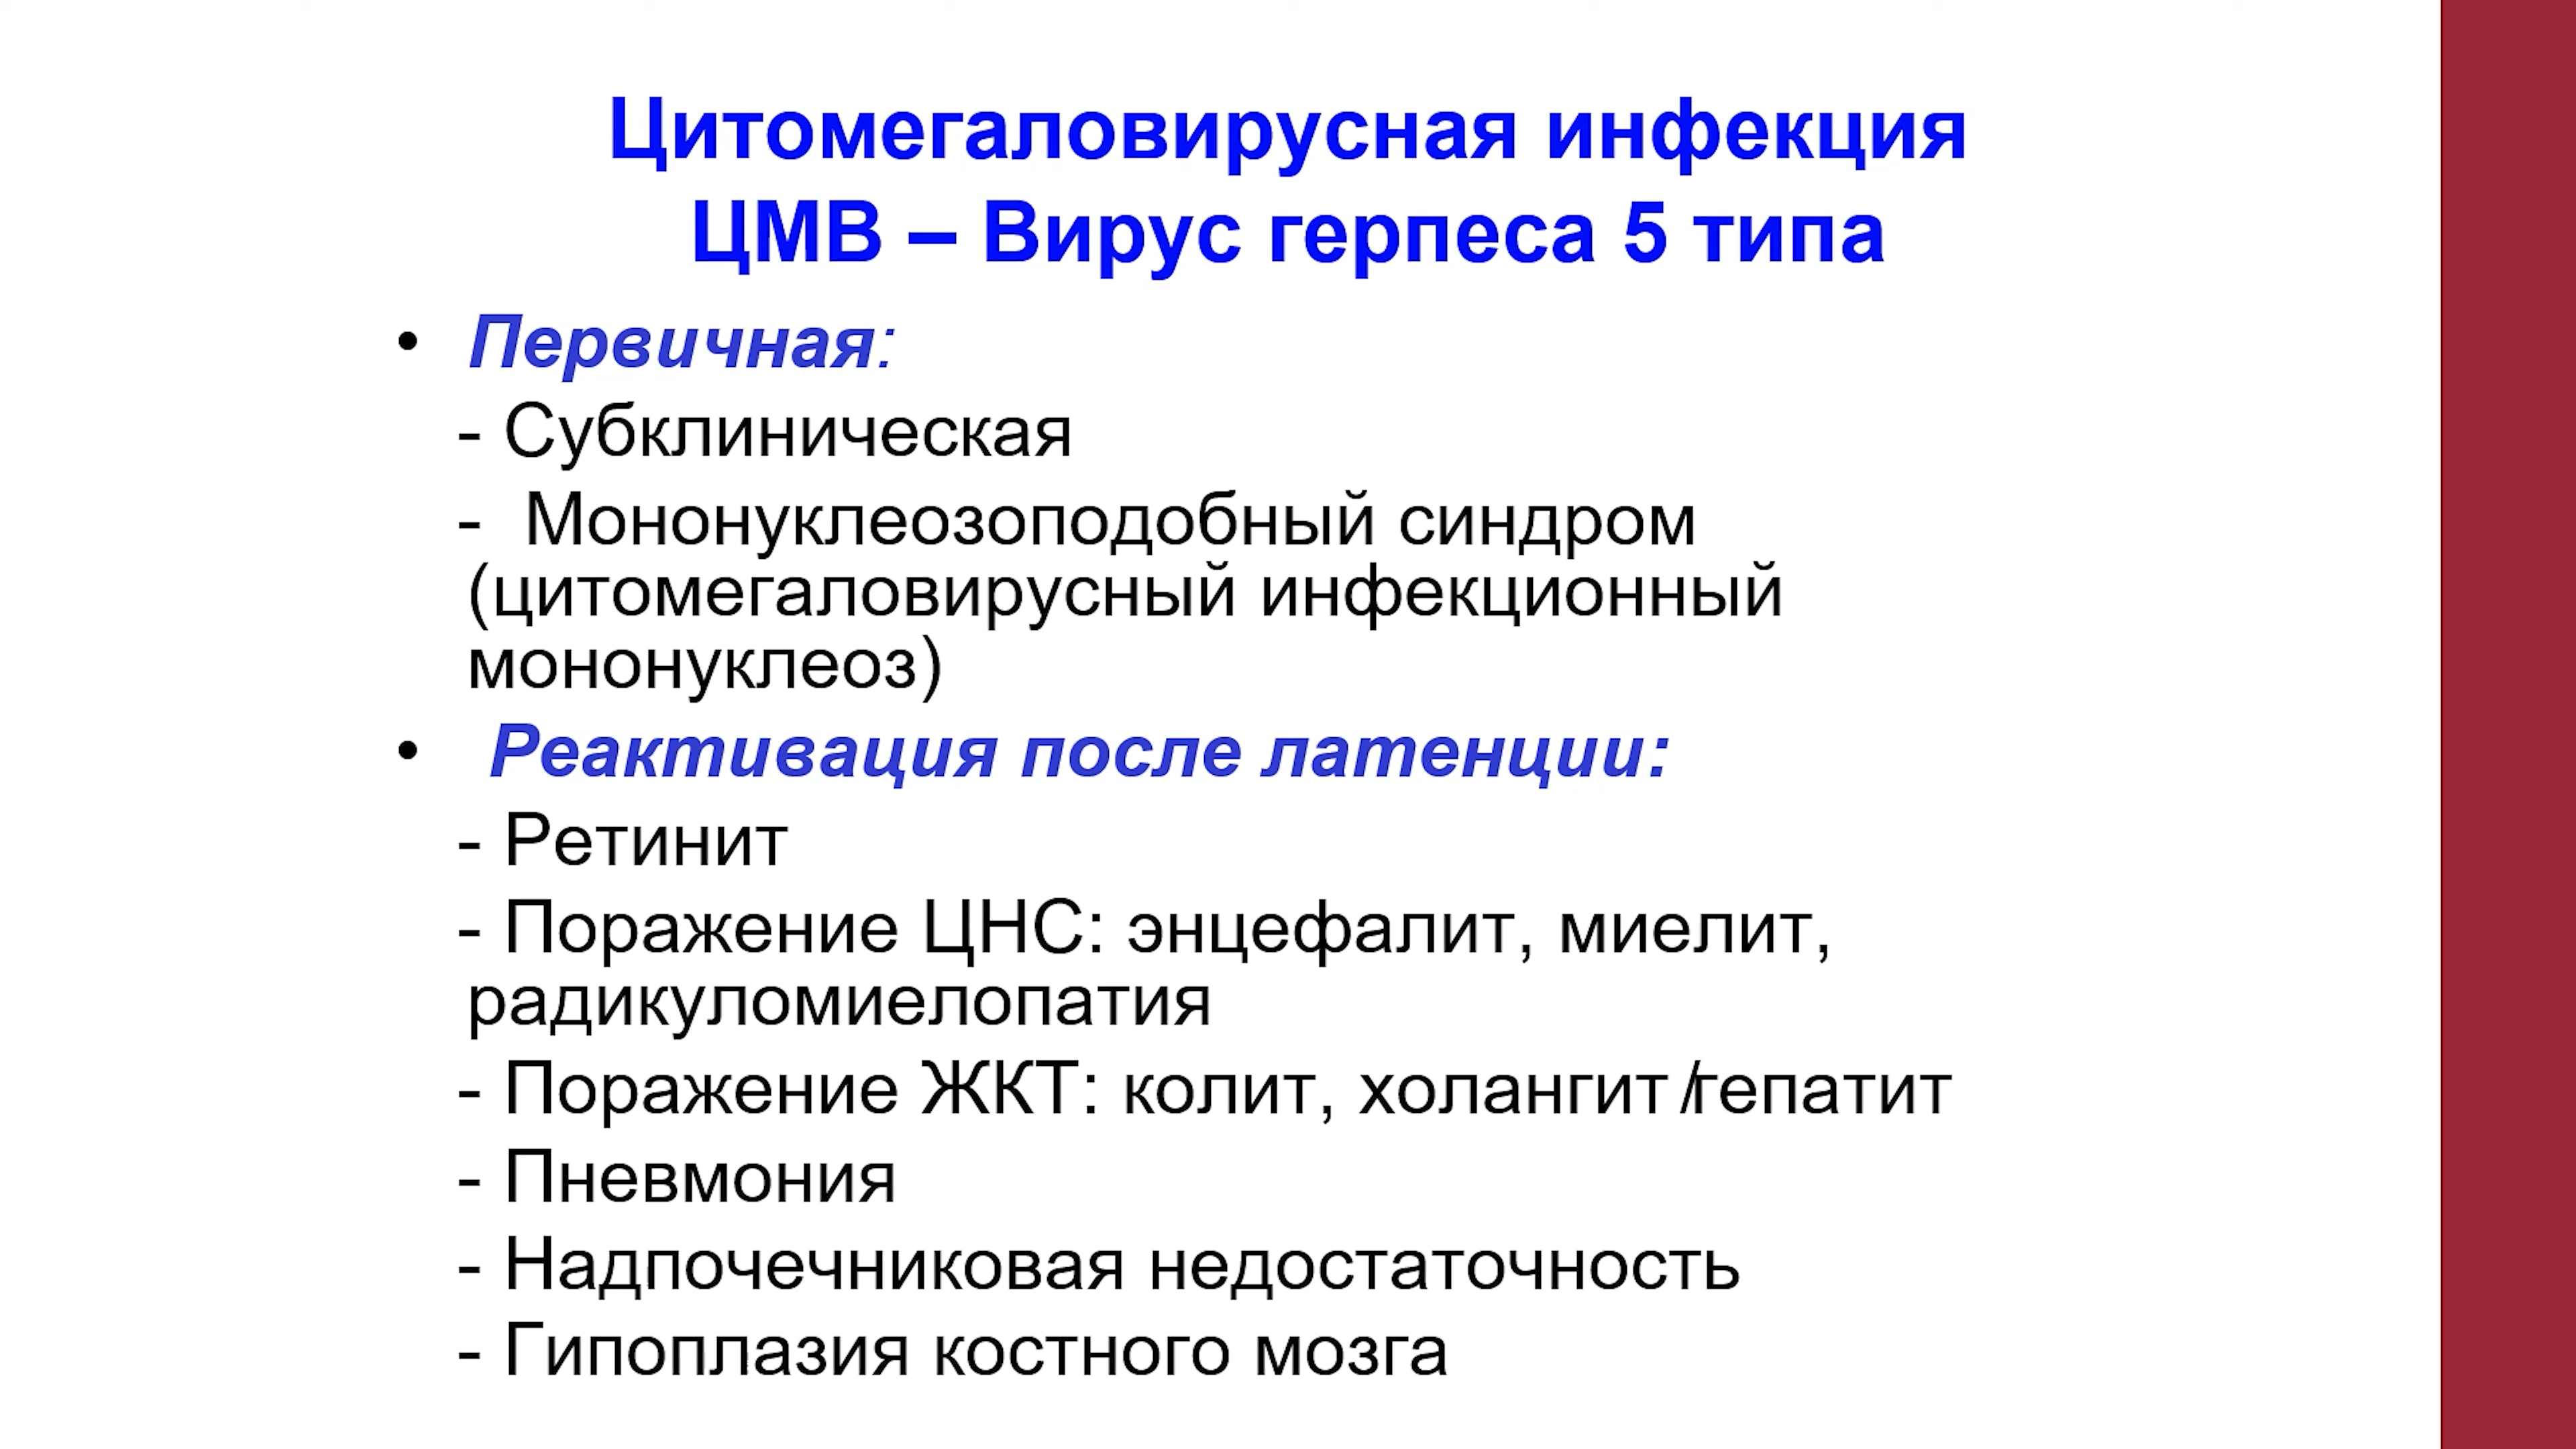 Цитомегаловирусная инфекция
ЦМВ – Вирус герпеса 5 типа
• Первичная:
- Субклиническая
- Мононуклеозоподобный синдром
(цитомегаловирусный инфекционный
мононуклеоз)
• Реактивация после латенции:
- Ретинит
- Поражение ЦНС: энцефалит, миелит,
радикуломиелопатия
- Поражение ЖКТ: колит, холангит /гепатит
- Пневмония
- Надпочечниковая недостаточность
- Гипоплазия костного мозга